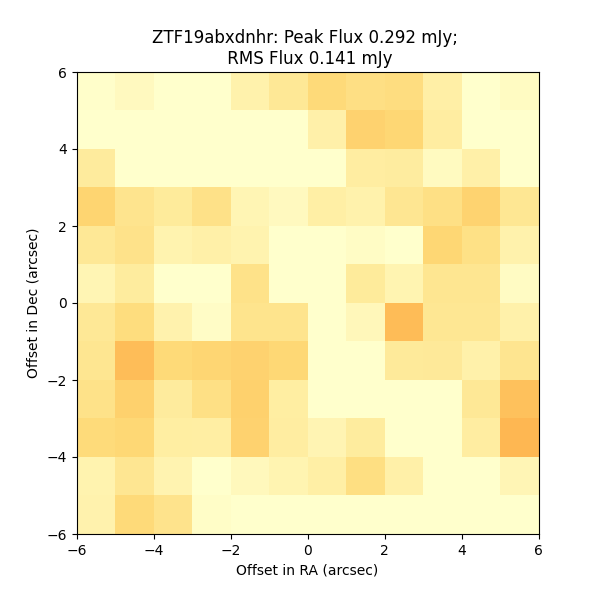 ZTF19abxdnhr: Peak Flux 0.292 mJy;
RMS Flux 0.141 mJy
6
4
2
0
−2
−4
−6
Offset in Dec (arcsec)
−6 −4 −2 0 2 4 6
Offset in RA (arcsec)